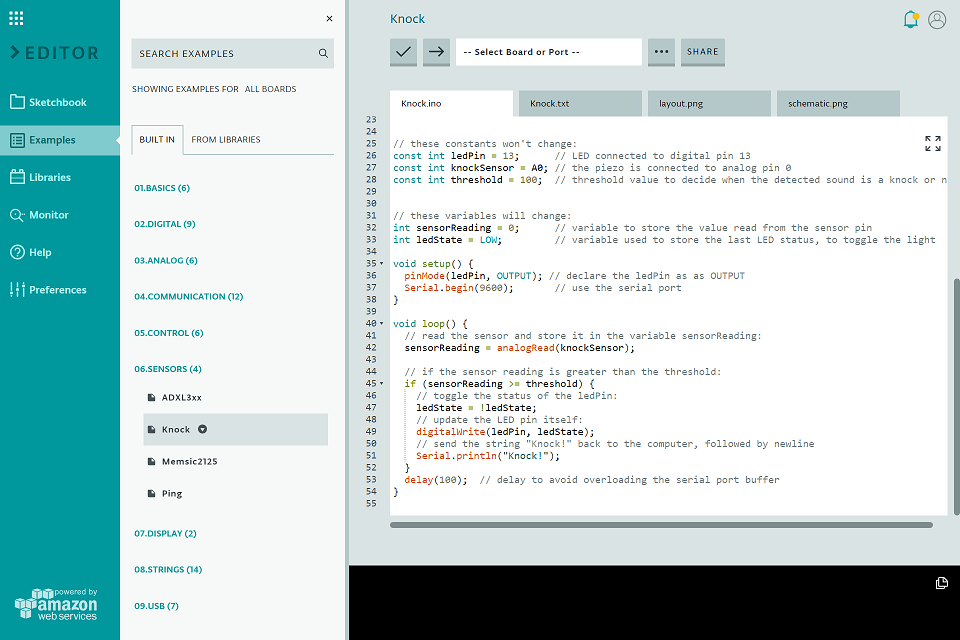 EDITOR
Sketchbook
Examples
Libraries
Monitor
Help
Preferences
powered by
amazon
web services
SEARCH EXAMPLES
SHOWING EXAMPLES FOR ALL BOARDS
BUILT IN
FROM LIBRARIES
01.BASICS (6)
02.DIGITAL (9)
03.ANALOG (6)
04.COMMUNICATION (12)
05.CONTROL (6)
06.SENSORS (4)
ADXL3xx
Knock
Memsic2125
Ping
07.DISPLAY (2)
08.STRINGS (14)
09.USB (7)
Knock
-- Select Board or Port --
SHARE
Knock.ino
Knock.txt
layout.png
schematic.png
23
24
25 // these constants won't change:
26 const int ledPin = 13; // LED connected to digital pin 13
27 const int knockSensor = A0; // the piezo is connected to analog pin 0
28 const int threshold = 100; // threshold value to decide when the detected sound is a knock or n
29
30
31 // these variables will change:
32 int sensorReading = 0; // variable to store the value read from the sensor pin
33 int ledState = LOW; // variable used to store the last LED status, to toggle the light
34
35 void setup() {
36 pinMode(ledPin, OUTPUT); // declare the ledPin as as OUTPUT
37 Serial.begin(9600); // use the serial port
38 }
39
40 void loop() {
41 // read the sensor and store it in the variable sensorReading:
42 sensorReading = analogRead(knockSensor);
43
44 // if the sensor reading is greater than the threshold:
45 if (sensorReading >= threshold) {
46 // toggle the status of the ledPin:
47 ledState = !ledState;
48 // update the LED pin itself:
49 digitalWrite(ledPin, ledState);
50 // send the string "Knock!" back to the computer, followed by newline
51 Serial.println("Knock!");
52 }
53 delay(100); // delay to avoid overloading the serial port buffer
54 }
55